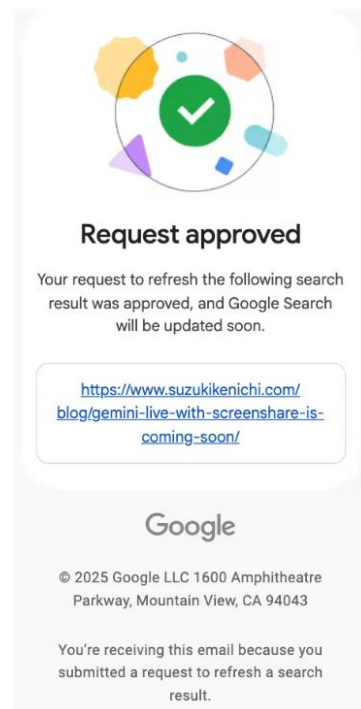 Request approved
Your request to refresh the following search
result was approved, and Google Search
will be updated soon.
https://www.suzukikenichi.com/
blog/gemini-live-with-screenshare-is-
coming-soon/
Google
© 2025 Google LLC 1600 Amphitheatre
Parkway, Mountain View, CA 94043
You're receiving this email because you
submitted a request to refresh a search
result.